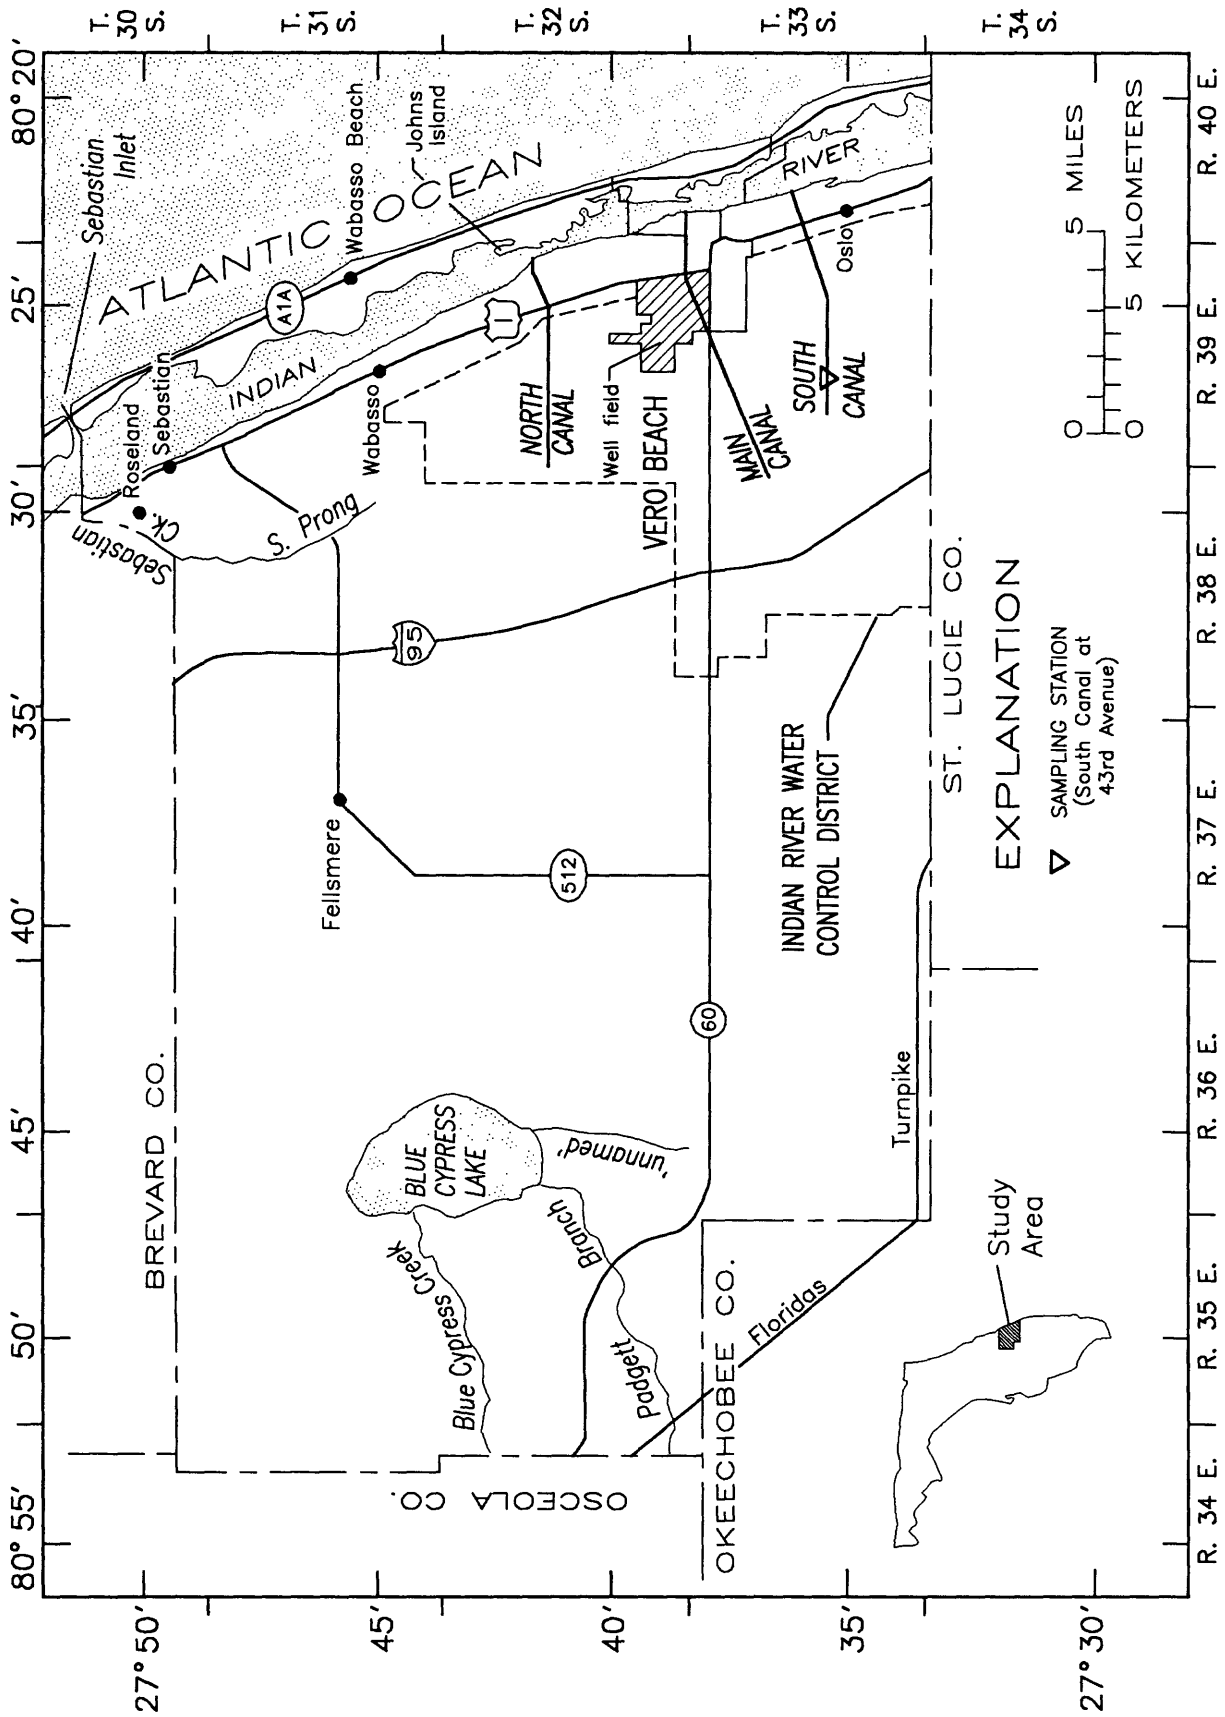 80° 55'
50'
45'
40'
35'
30'
25'
80° 20'
27° 50'
45'
40'
35'
27° 30'
T.
30
S.
T.
31
S.
T.
32
S.
T.
33
S.
T.
34
S.
R. 34 E.
R. 35 E.
R. 36 E.
R. 37 E.
R. 38 E.
R. 39 E.
R. 40 E.
BREVARD CO.
OSCEOLA
CO.
OKEECHOBEE CO.
ST. LUCIE CO.
ATLANTIC OCEAN
Sebastian
Inlet
Roseland
Sebastian
Sebastian
Ck.
S. Prong
INDIAN
RIVER
A1A
Wabasso Beach
Johns
Island
Wabasso
1
95
Fellsmere
512
60
BLUE
CYPRESS
LAKE
Blue Cypress Creek
Padgett
Branch
'unnamed'
Floridas
Turnpike
NORTH
CANAL
Well field
VERO BEACH
MAIN
CANAL
SOUTH
CANAL
Oslo
INDIAN RIVER WATER
CONTROL DISTRICT
Study
Area
EXPLANATION
SAMPLING STATION
(South Canal at
43rd Avenue)
0 5 MILES
0 5 KILOMETERS